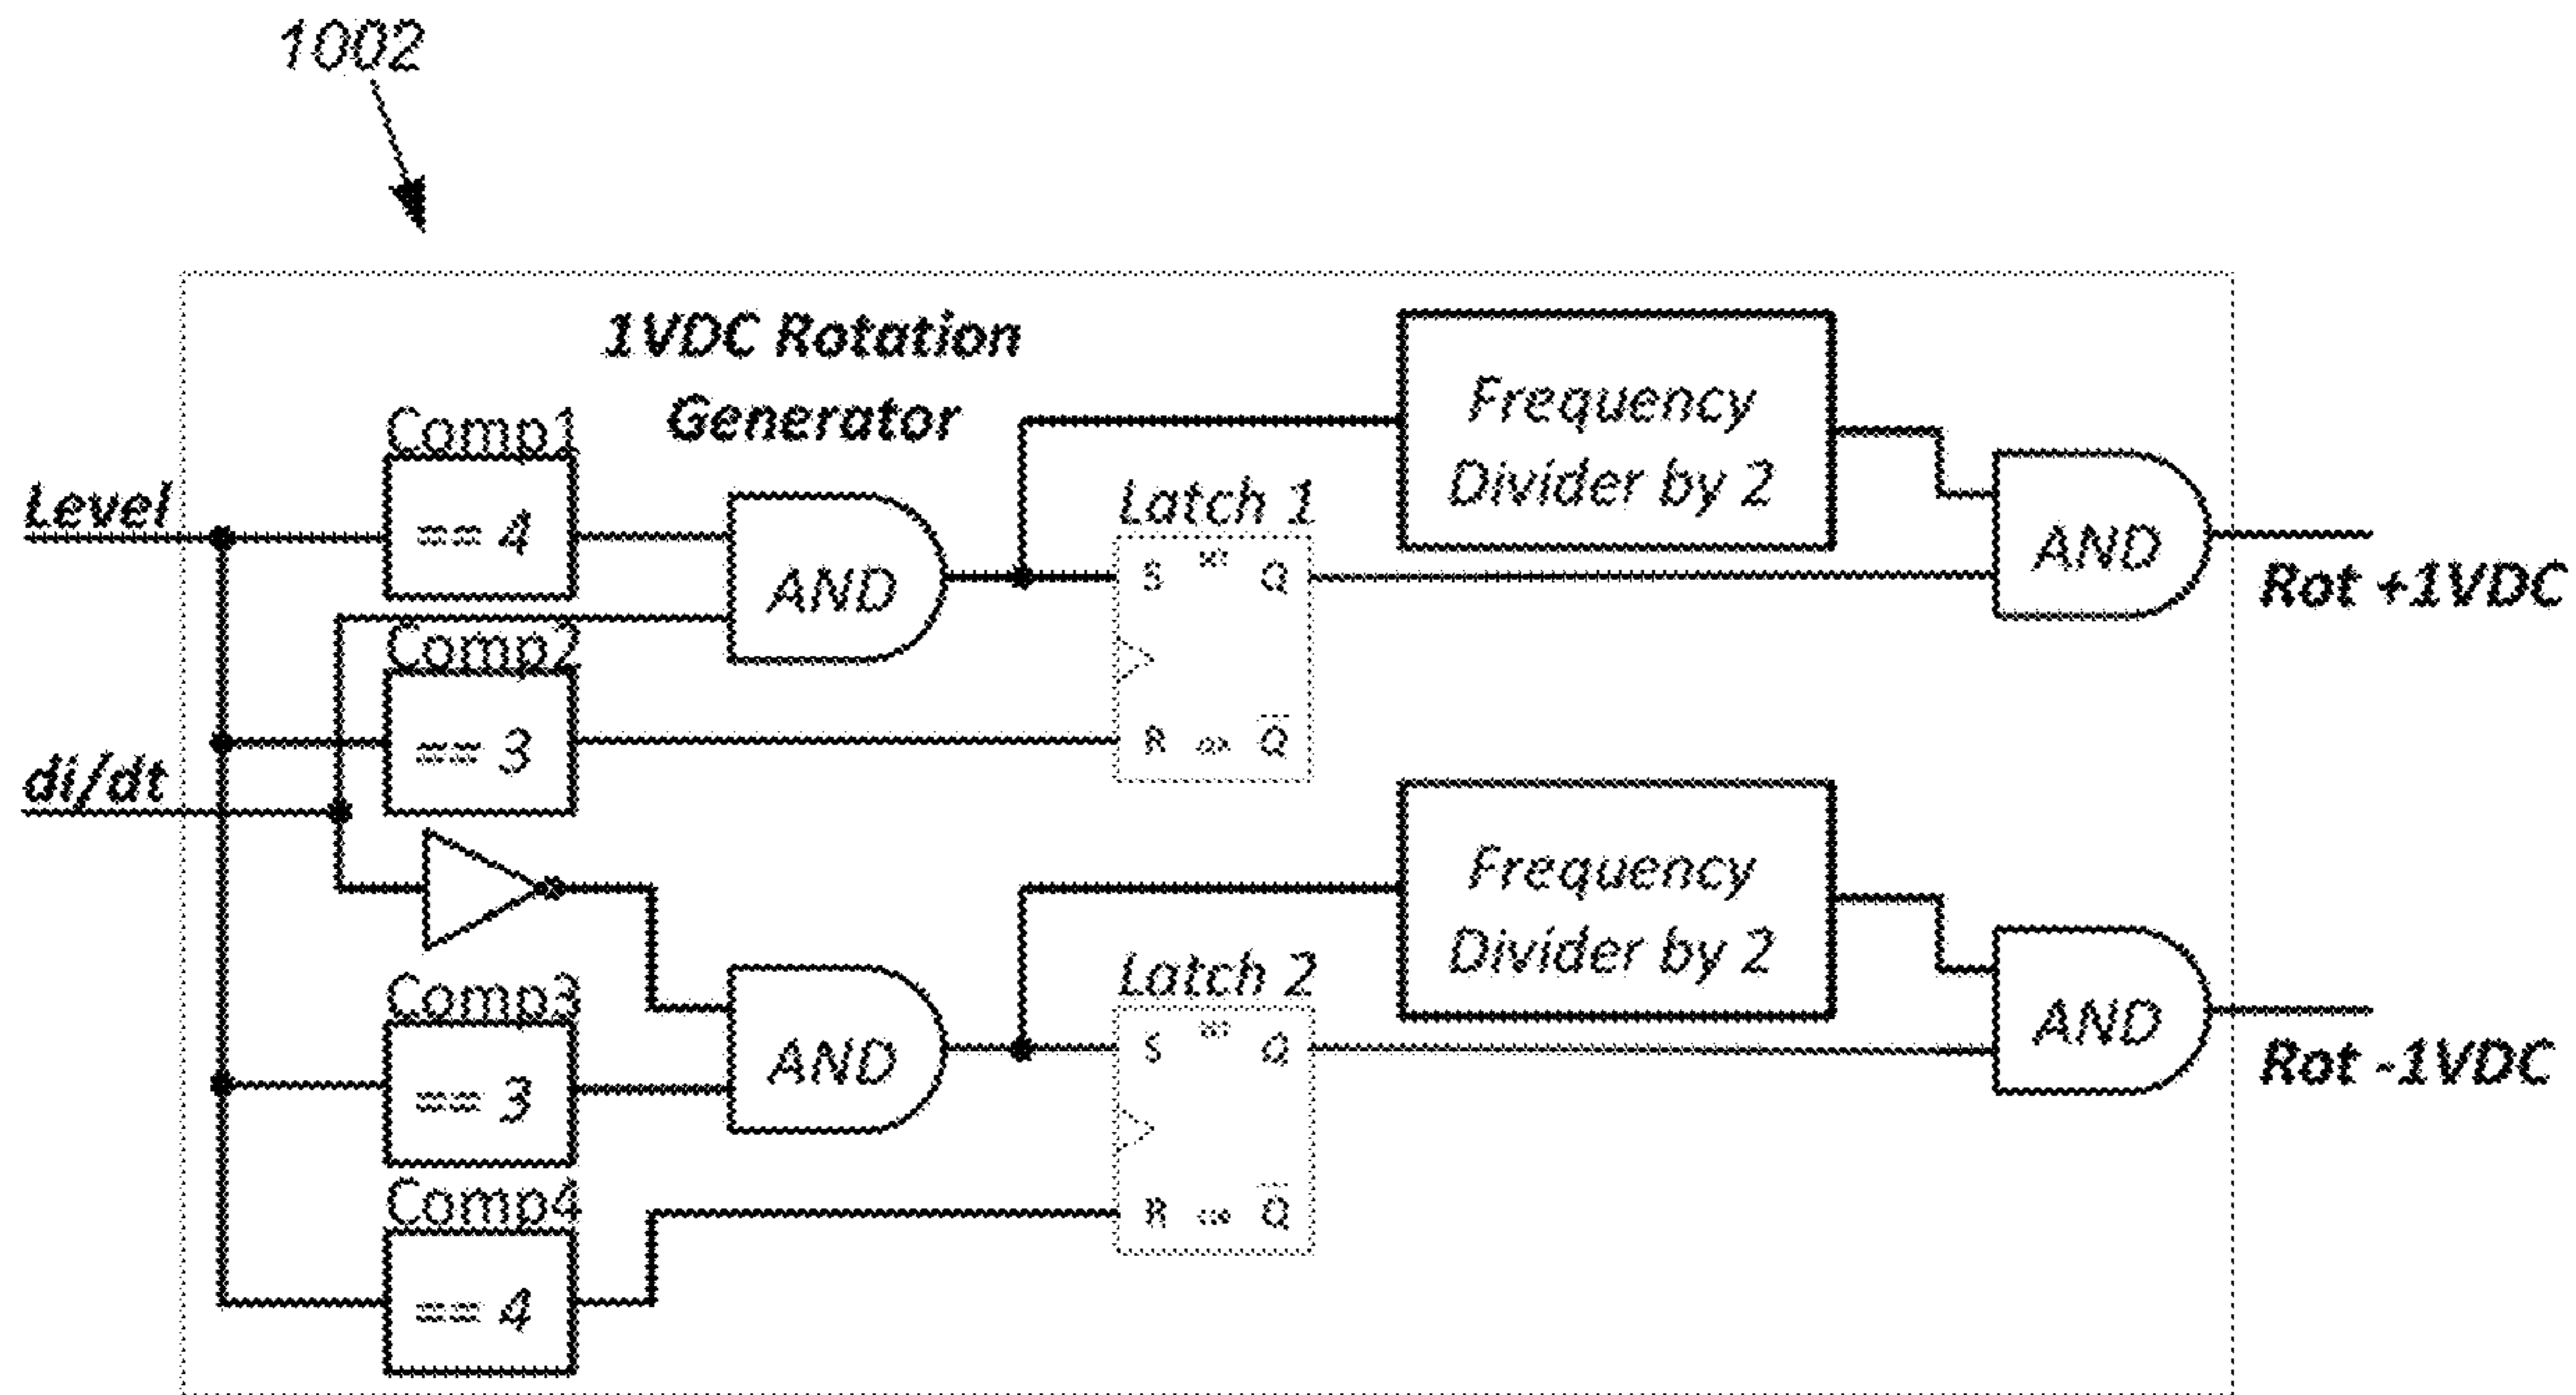 1002
1VDC Rotation
Generator
Level
di/dt
Comp1
== 4
Comp2
== 3
Comp3
== 3
Comp4
== 4
AND
AND
Latch 1
S Q
R Q̅
Latch 2
S Q
R Q̅
Frequency
Divider by 2
Frequency
Divider by 2
AND
Rot +1VDC
AND
Rot -1VDC